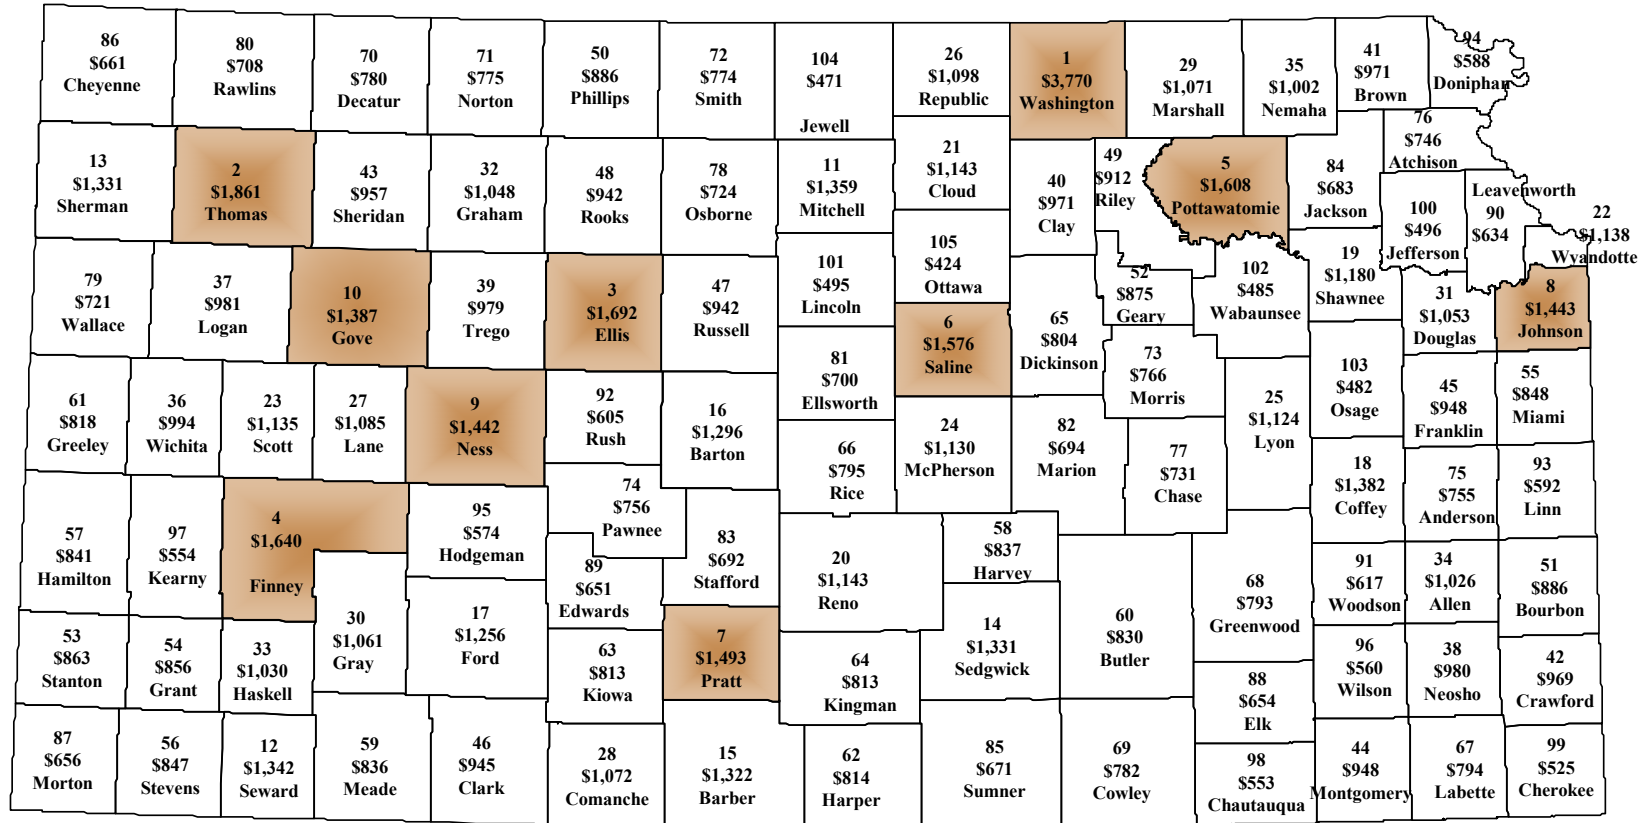 86
$661
Cheyenne
80
$708
Rawlins
70
$780
Decatur
71
$775
Norton
50
$886
Phillips
72
$774
Smith
104
$471
Jewell
26
$1,098
Republic
1
$3,770
Washington
29
$1,071
Marshall
35
$1,002
Nemaha
41
$971
Brown
94
$588
Doniphan
13
$1,331
Sherman
2
$1,861
Thomas
43
$957
Sheridan
32
$1,048
Graham
48
$942
Rooks
78
$724
Osborne
11
$1,359
Mitchell
21
$1,143
Cloud
40
$971
Clay
49
$912
Riley
5
$1,608
Pottawatomie
84
$683
Jackson
76
$746
Atchison
100
$496
Jefferson
Leavenworth
90
$634
22
$1,138
Wyandotte
79
$721
Wallace
37
$981
Logan
10
$1,387
Gove
39
$979
Trego
3
$1,692
Ellis
47
$942
Russell
101
$495
Lincoln
105
$424
Ottawa
6
$1,576
Saline
65
$804
Dickinson
52
$875
Geary
102
$485
Wabaunsee
19
$1,180
Shawnee
31
$1,053
Douglas
8
$1,443
Johnson
61
$818
Greeley
36
$994
Wichita
23
$1,135
Scott
27
$1,085
Lane
9
$1,442
Ness
92
$605
Rush
16
$1,296
Barton
81
$700
Ellsworth
66
$795
Rice
24
$1,130
McPherson
82
$694
Marion
73
$766
Morris
77
$731
Chase
25
$1,124
Lyon
103
$482
Osage
45
$948
Franklin
55
$848
Miami
57
$841
Hamilton
97
$554
Kearny
4
$1,640
Finney
95
$574
Hodgeman
74
$756
Pawnee
89
$651
Edwards
83
$692
Stafford
20
$1,143
Reno
58
$837
Harvey
18
$1,382
Coffey
75
$755
Anderson
93
$592
Linn
53
$863
Stanton
54
$856
Grant
33
$1,030
Haskell
30
$1,061
Gray
17
$1,256
Ford
63
$813
Kiowa
7
$1,493
Pratt
64
$813
Kingman
14
$1,331
Sedgwick
60
$830
Butler
68
$793
Greenwood
91
$617
Woodson
34
$1,026
Allen
51
$886
Bourbon
88
$654
Elk
96
$560
Wilson
38
$980
Neosho
42
$969
Crawford
87
$656
Morton
56
$847
Stevens
12
$1,342
Seward
59
$836
Meade
46
$945
Clark
28
$1,072
Comanche
15
$1,322
Barber
62
$814
Harper
85
$671
Sumner
69
$782
Cowley
98
$553
Chautauqua
44
$948
Montgomery
67
$794
Labette
99
$525
Cherokee